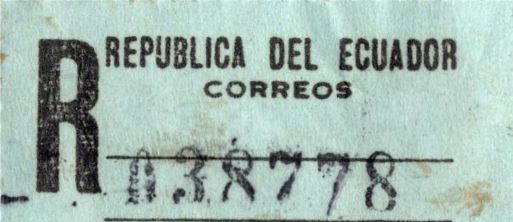 R
REPUBLICA DEL ECUADOR
CORREOS
038778